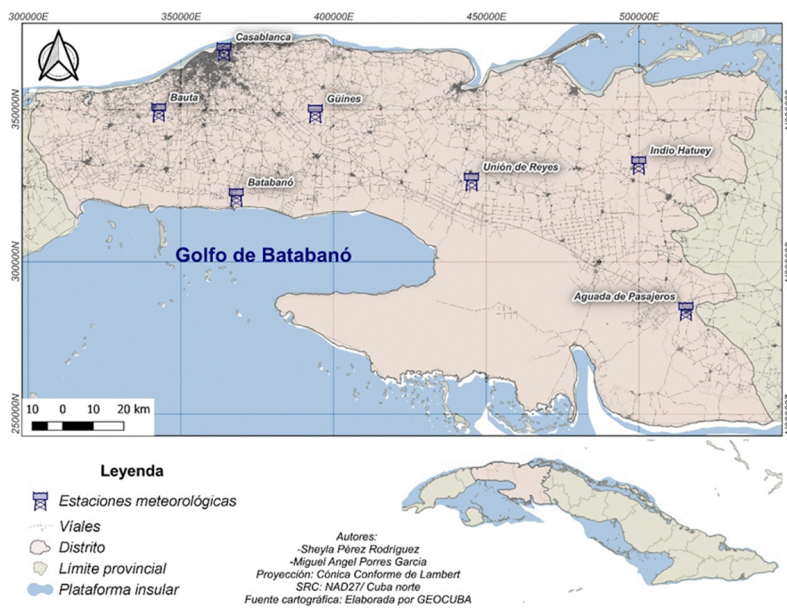 300000E 350000E 400000E 450000E 500000E
Casablanca
350000N
Bauta
Güines
Indio Hatuey
Unión de Reyes
Batabanó
Golfo de Batabanó
300000N
Aguada de Pasajeros
10 0 10 20 km
250000N
Leyenda
Estaciones meteorológicas
Viales
Distrito
Límite provincial
Plataforma insular
Autores:
-Sheyla Pérez Rodríguez
-Miguel Angel Porres García
Proyección: Cónica Conforme de Lambert
SRC: NAD27/ Cuba norte
Fuente cartográfica: Elaborada por GEOCUBA